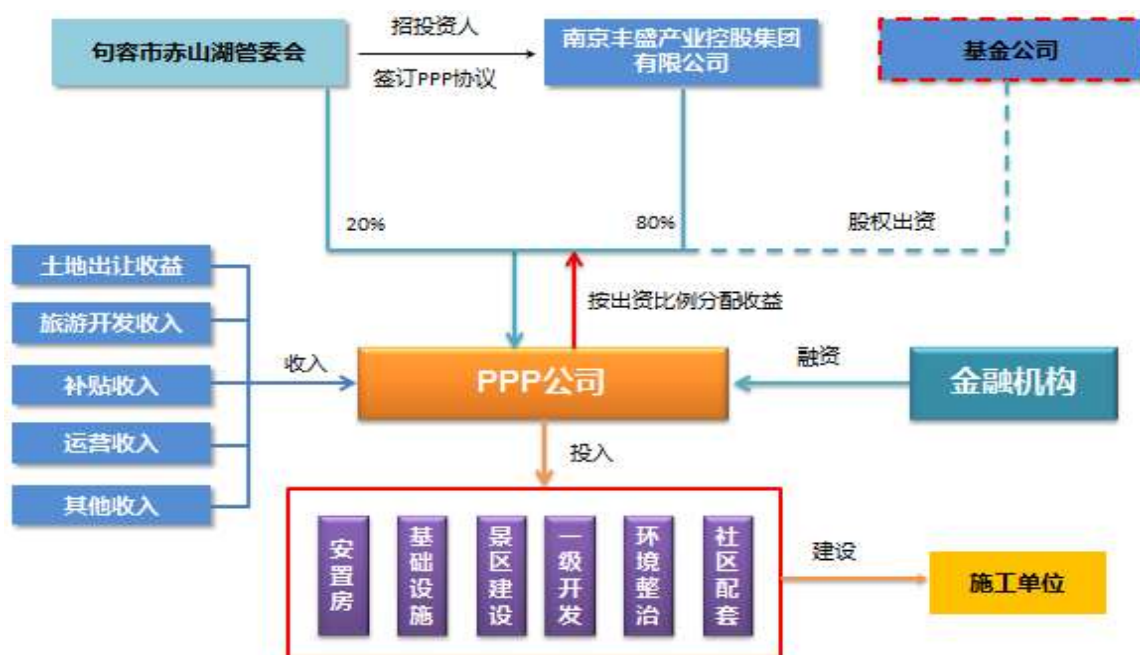 句容市赤山湖管委会
招投资人
签订PPP协议
南京丰盛产业控股集团
有限公司
基金公司
20%
80%
股权出资
土地出让收益
旅游开发收入
补贴收入
运营收入
其他收入
收入
按出资比例分配收益
PPP公司
融资
金融机构
投入
安置房
基础设施
景区建设
一级开发
环境整治
社区配套
建设
施工单位